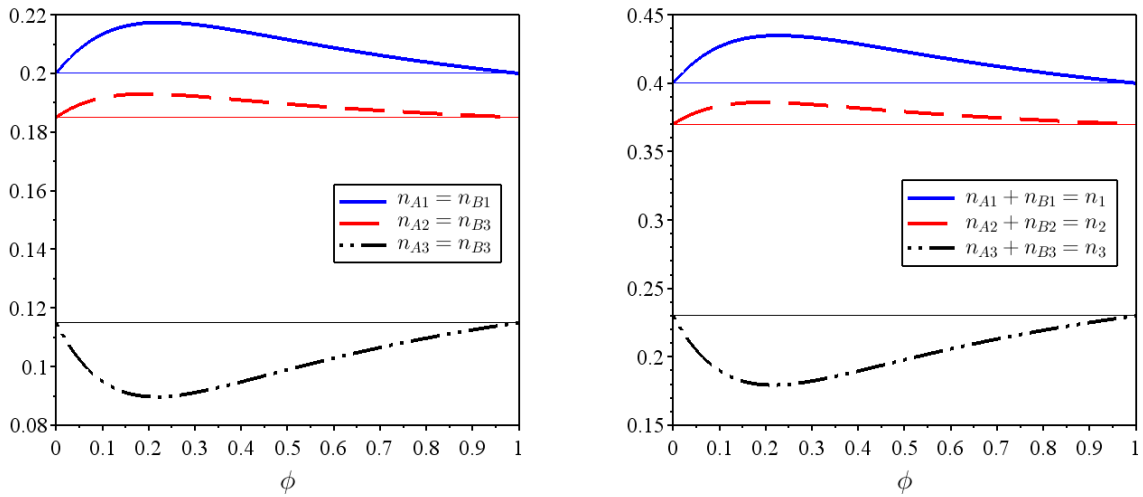 0.22
0.2
0.18
0.16
0.14
0.12
0.1
0.08
0 0.1 0.2 0.3 0.4 0.5 0.6 0.7 0.8 0.9 1
ϕ
n_{A1} = n_{B1}
n_{A2} = n_{B3}
n_{A3} = n_{B3}
0.45
0.4
0.35
0.3
0.25
0.2
0.15
0 0.1 0.2 0.3 0.4 0.5 0.6 0.7 0.8 0.9 1
ϕ
n_{A1} + n_{B1} = n_1
n_{A2} + n_{B2} = n_2
n_{A3} + n_{B3} = n_3